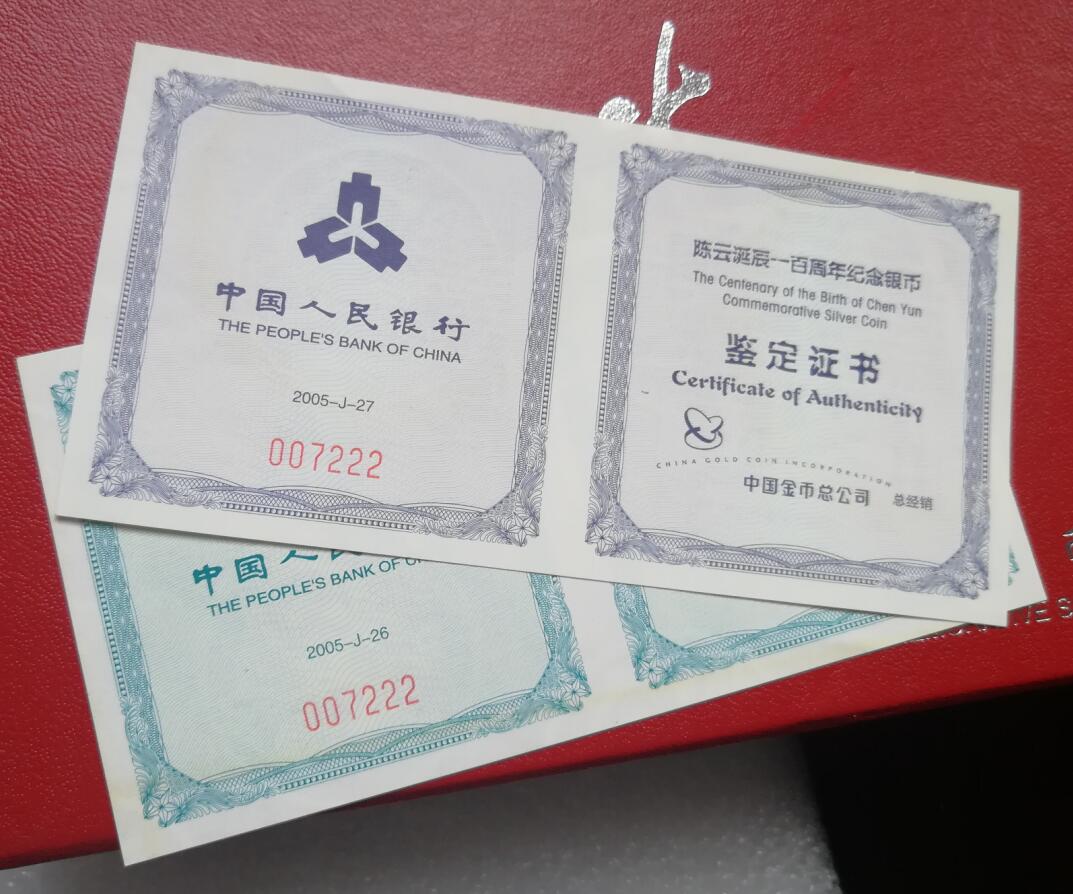 中国人民银行
THE PEOPLE'S BANK OF CHINA
2005-J-27
007222
陈云诞辰一百周年纪念银币
The Centenary of the Birth of Chen Yun
Commemorative Silver Coin
鉴定证书
Certificate of Authenticity
CHINA GOLD COIN INCORPORATION
中国金币总公司 总经销
中国人民
THE PEOPLE'S BANK OF
2005-J-26
007222